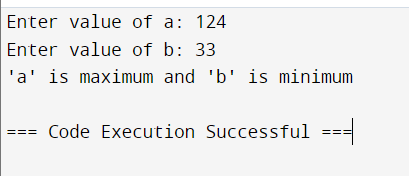 Enter value of a: 124
Enter value of b: 33
'a' is maximum and 'b' is minimum
=== Code Execution Successful ===